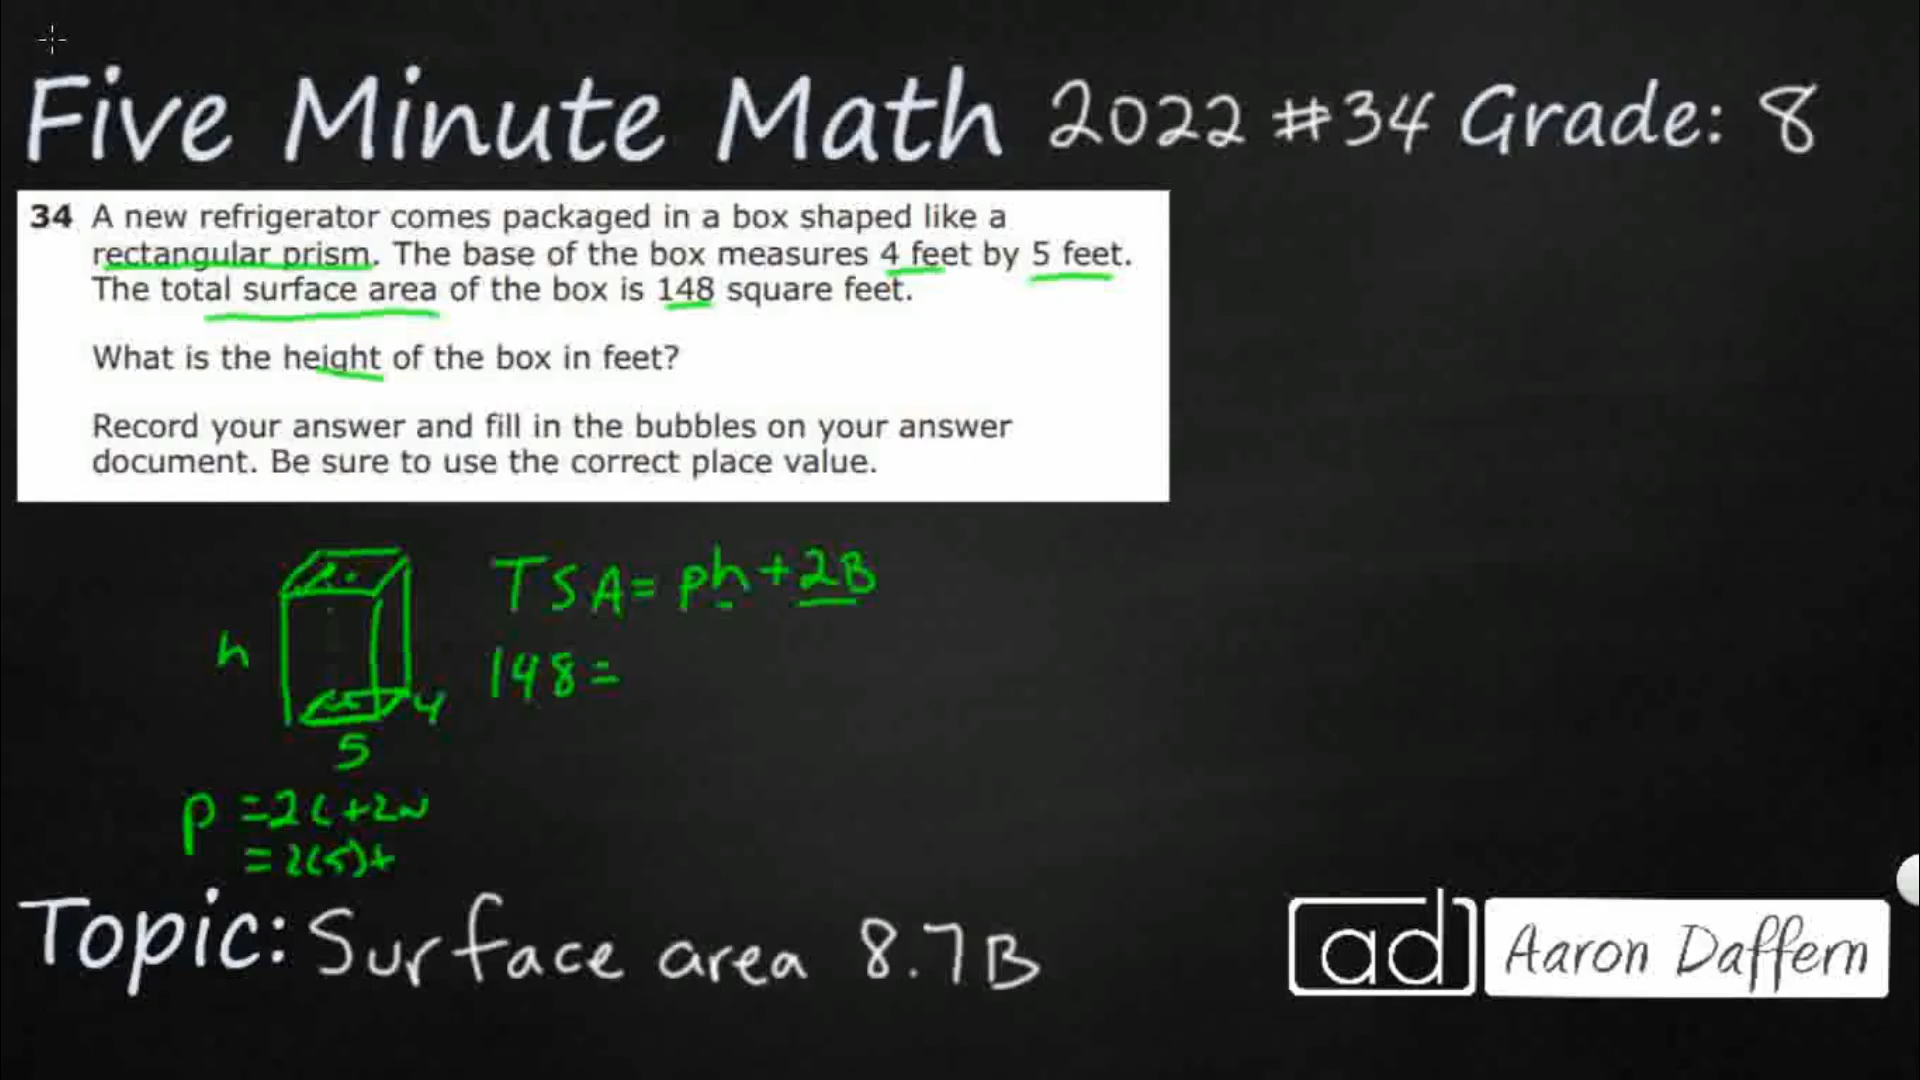 Five Minute Math 2022 #34 Grade: 8
34 A new refrigerator comes packaged in a box shaped like a
rectangular prism. The base of the box measures 4 feet by 5 feet.
The total surface area of the box is 148 square feet.
What is the height of the box in feet?
Record your answer and fill in the bubbles on your answer
document. Be sure to use the correct place value.
TSA = ph + 2B
h
148 =
4
5
P = 2l + 2w
= 2(5) +
Topic: Surface area 8.7B
ad Aaron Daffern